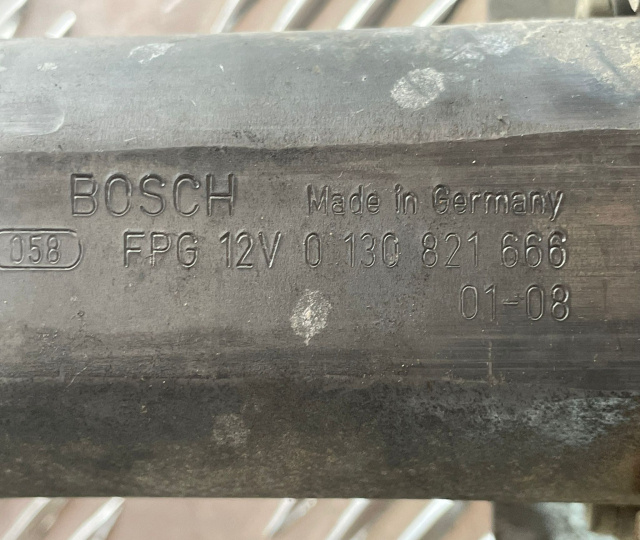 BOSCH Made in Germany
058 FPG 12V 0 130 821 666
01-08